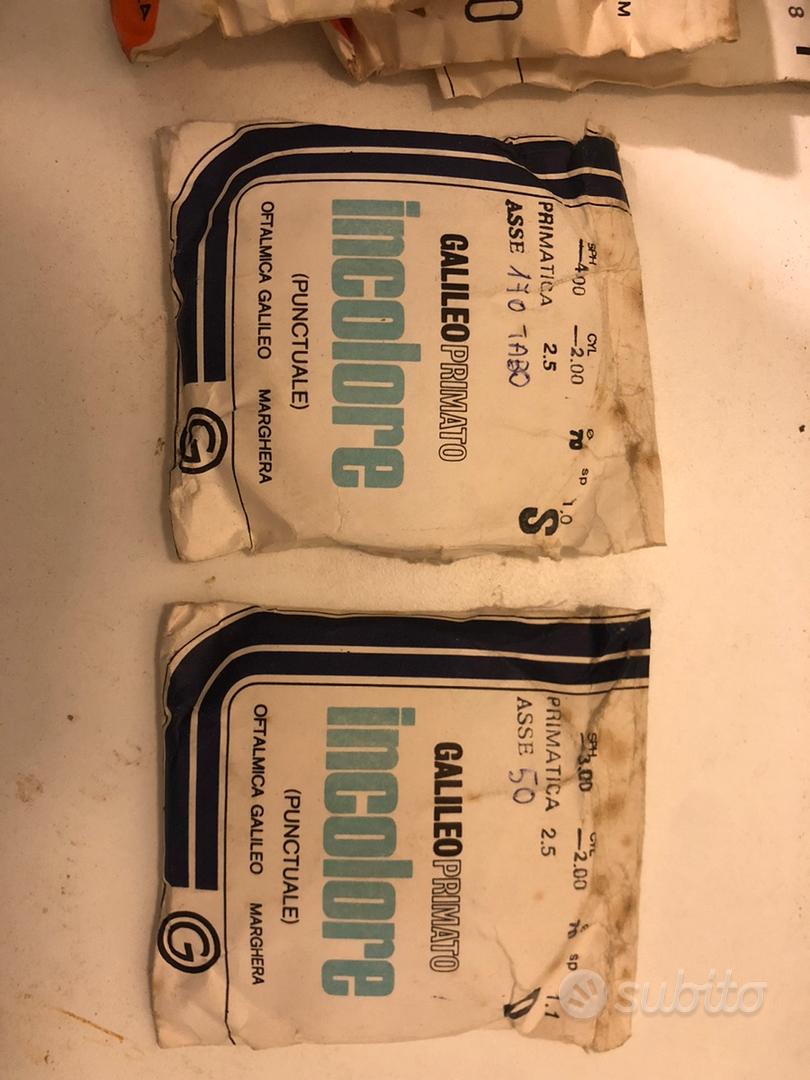 SPH CYL Ø sp
—4.00 —2.00 70 1.0
PRIMATICA 2.5
ASSE 170 TABO
S
GALILEO PRIMATO
incolore
(PUNCTUALE)
OFTALMICA GALILEO MARGHERA
G
SPH CYL sp
—3.00 —2.00 70 1.1
PRIMATICA 2.5
ASSE 50
D
GALILEO PRIMATO
incolore
(PUNCTUALE)
OFTALMICA GALILEO MARGHERA
G
subito